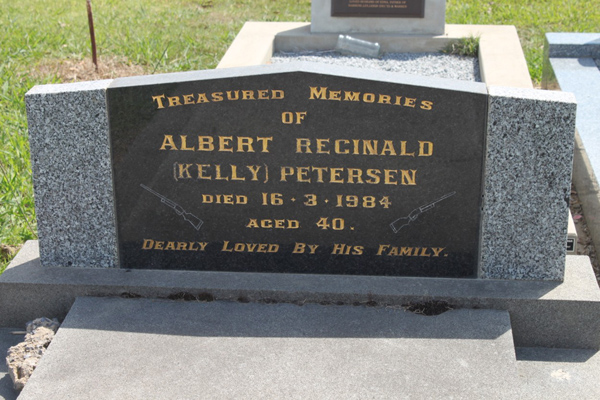 Treasured Memories
OF
ALBERT REGINALD
(KELLY) PETERSEN
DIED 16·3·1984
AGED 40.
Dearly Loved By His Family.